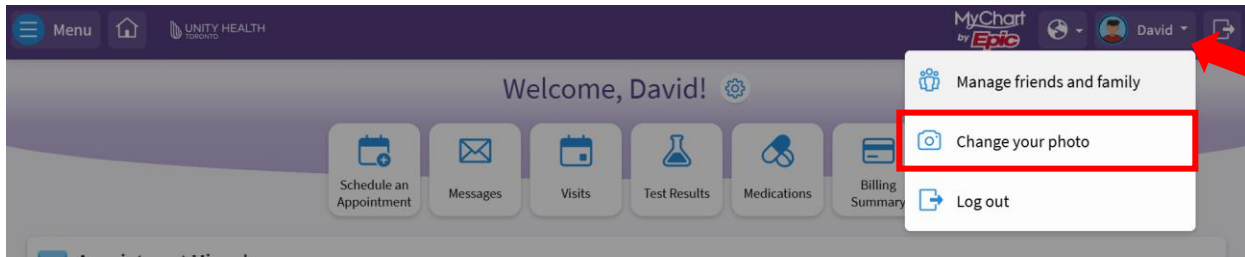 Menu
UNITY HEALTH
TORONTO
MyChart
by Epic
David
Welcome, David!
Manage friends and family
Change your photo
Log out
Schedule an
Appointment
Messages
Visits
Test Results
Medications
Billing
Summary